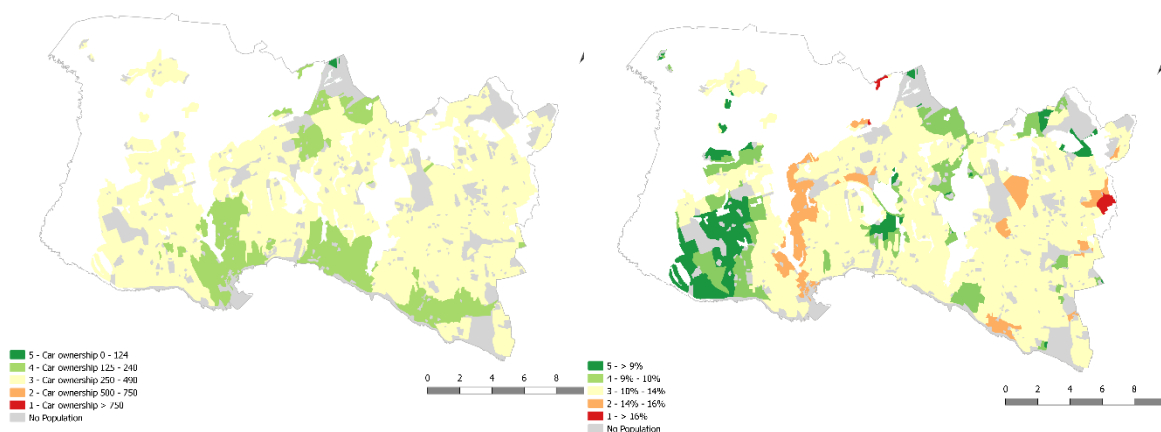 5 - Car ownership 0 - 124
4 - Car ownership 125 - 240
3 - Car ownership 250 - 490
2 - Car ownership 500 - 750
1 - Car ownership > 750
No Population
0 2 4 6 8
5 - > 9%
4 - 9% - 10%
3 - 10% - 14%
2 - 14% - 16%
1 - > 16%
No Population
0 2 4 6 8